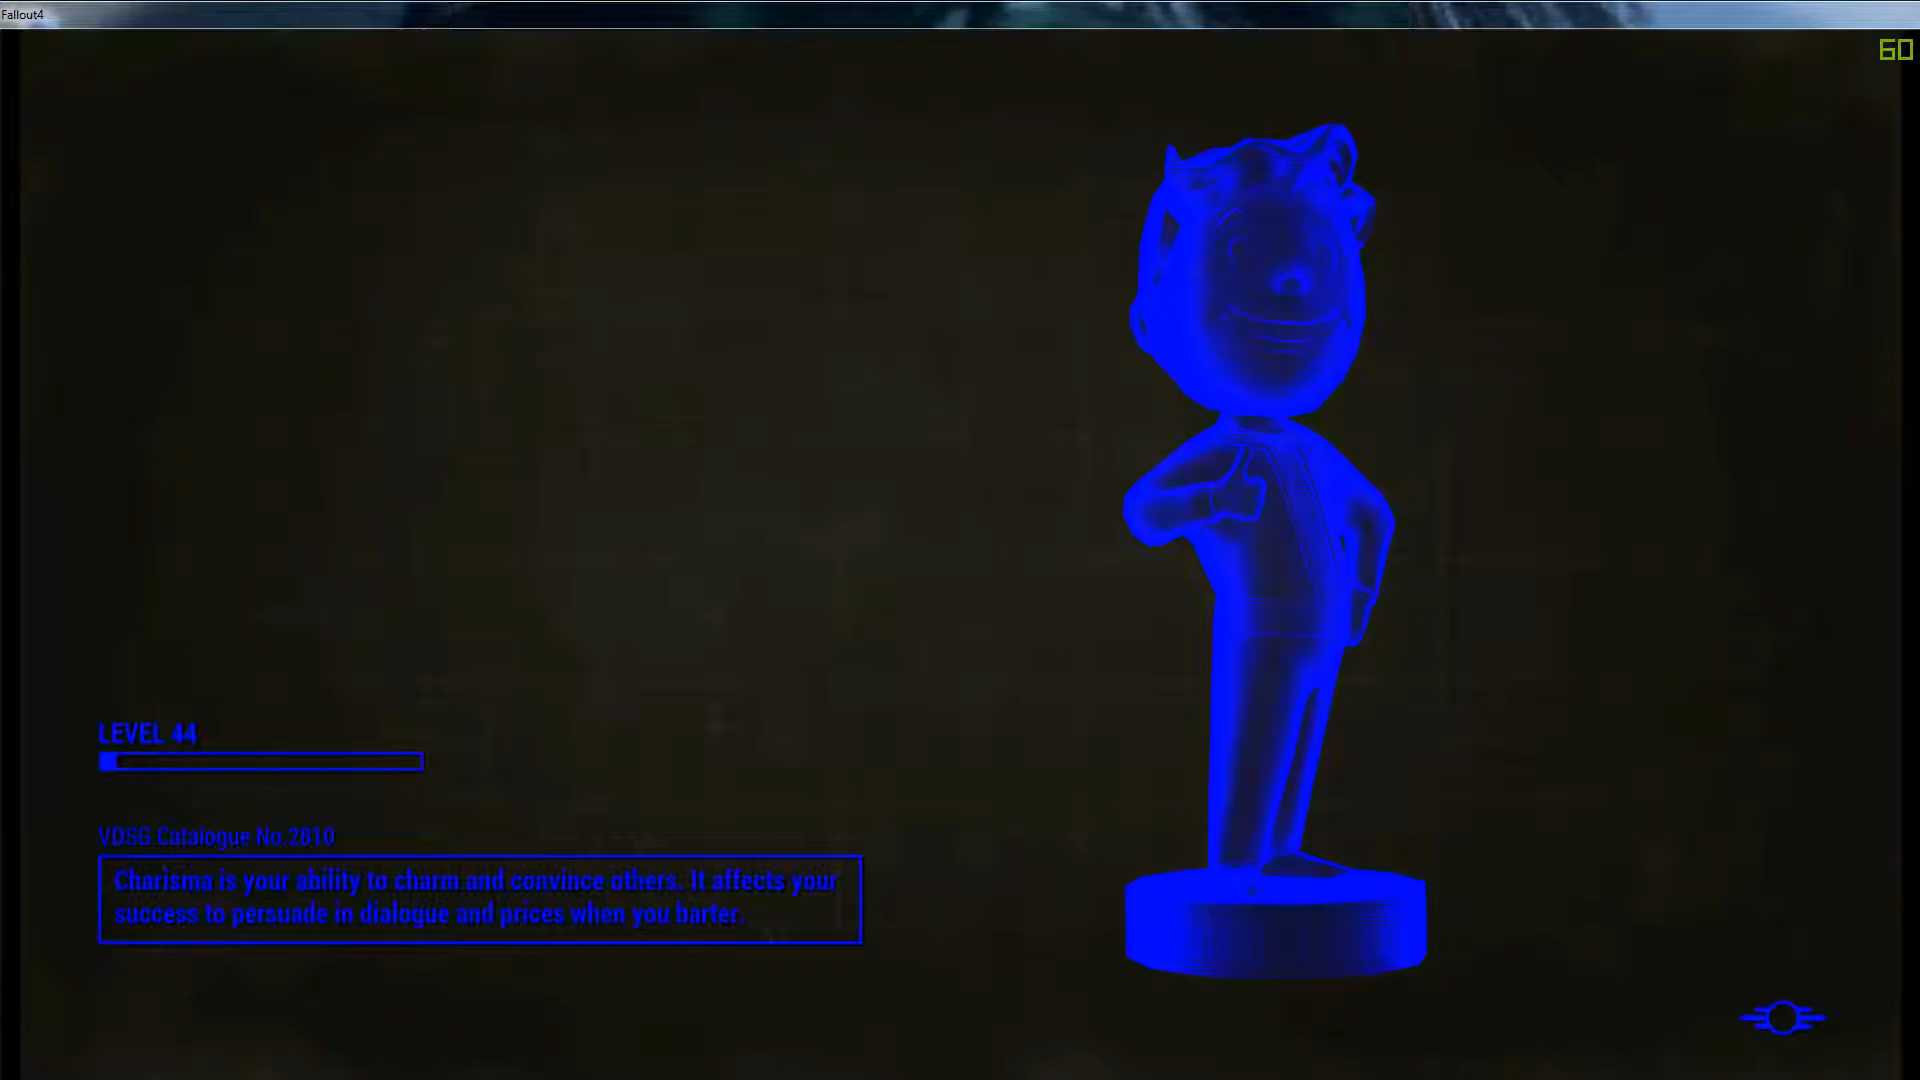 Fallout4
60
LEVEL 44
VDSG Catalogue No.2810
Charisma is your ability to charm and convince others. It affects your
success to persuade in dialogue and prices when you barter.